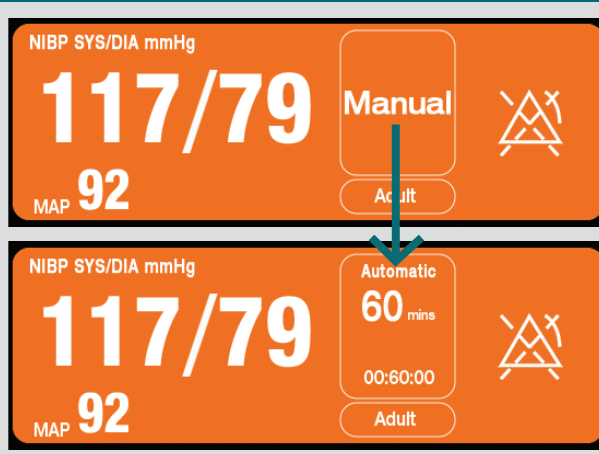 NIBP SYS/DIA mmHg
117/79
Manual
MAP 92
Adult
NIBP SYS/DIA mmHg
117/79
Automatic
60 mins
00:60:00
MAP 92
Adult